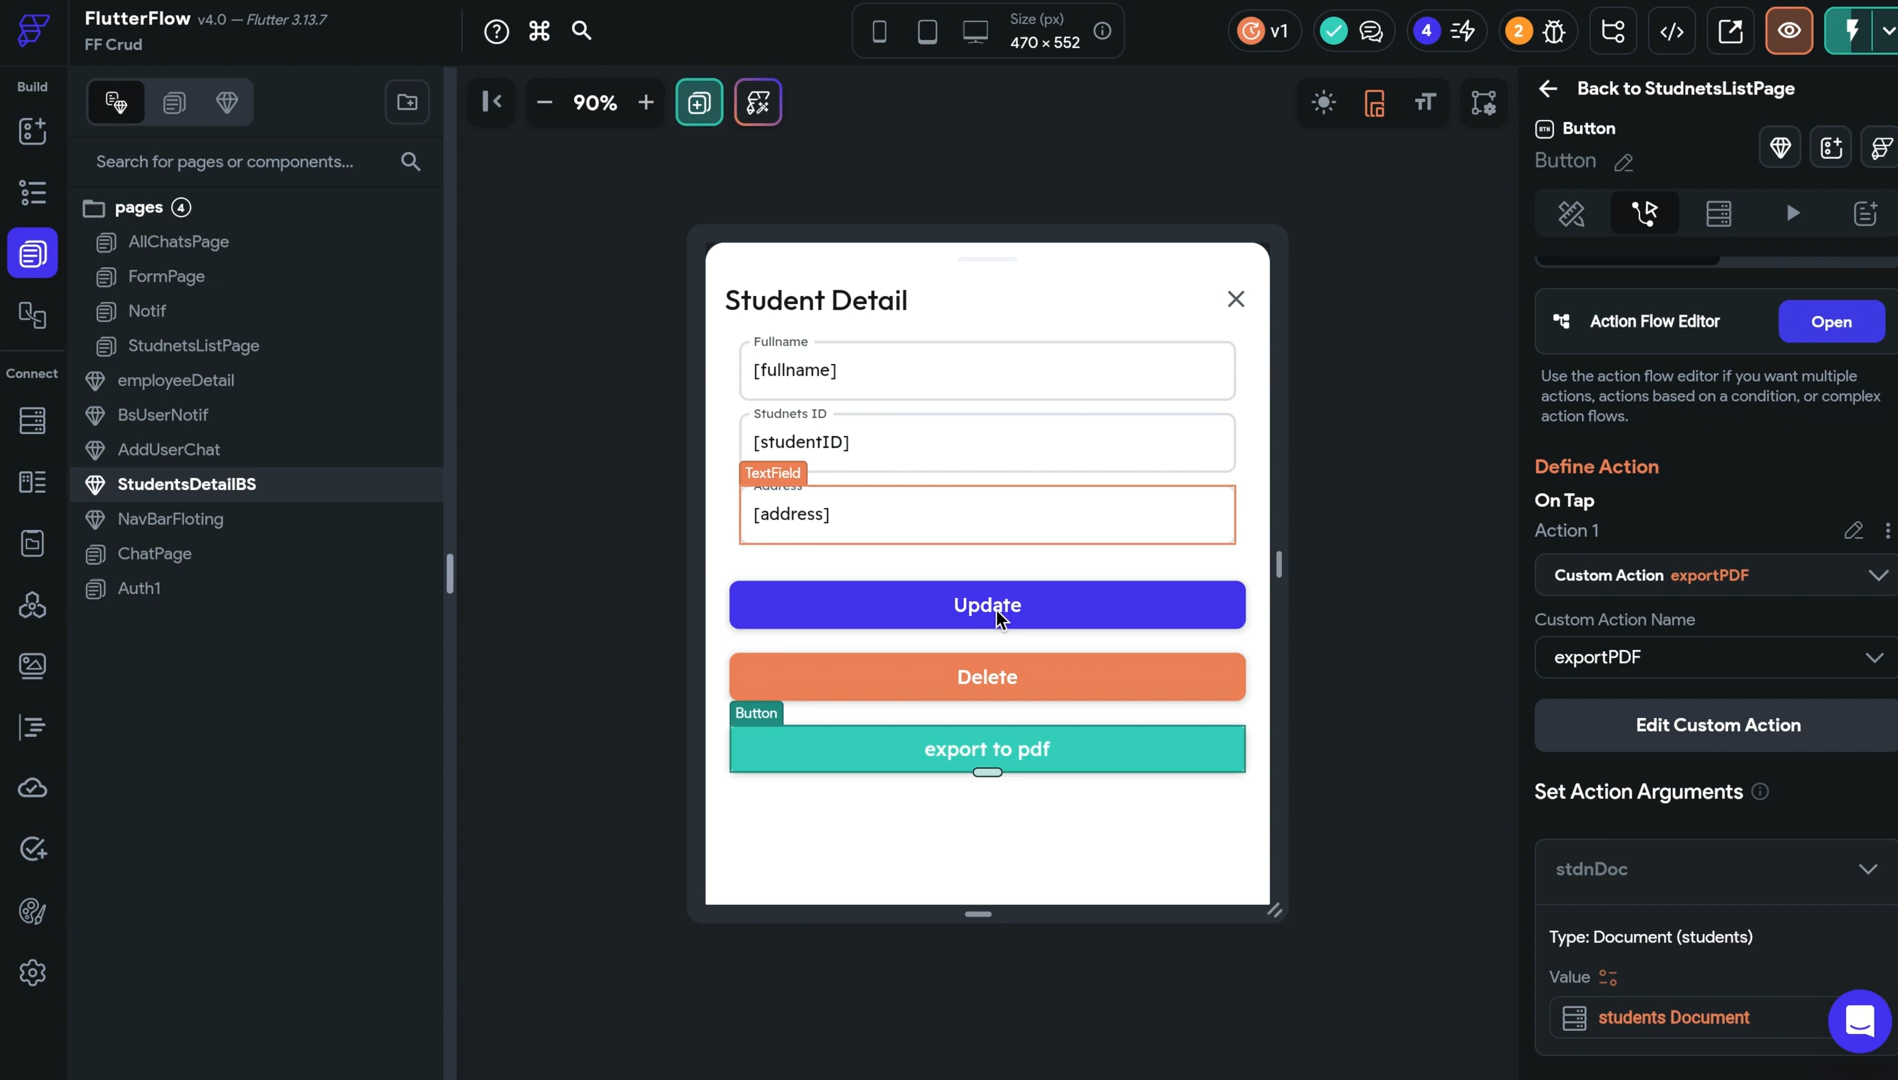 FlutterFlow v4.0 — Flutter 3.13.7
FF Crud
Size (px)
470 × 552
v1
4
2
Build
Connect
90%
Search for pages or components...
pages 4
AllChatsPage
FormPage
Notif
StudnetsListPage
employeeDetail
BsUserNotif
AddUserChat
StudentsDetailBS
NavBarFloting
ChatPage
Auth1
Student Detail
Fullname
[fullname]
Studnets ID
[studentID]
TextField
Address
[address]
Update
Delete
Button
export to pdf
Back to StudnetsListPage
BTN Button
Button
Action Flow Editor
Open
Use the action flow editor if you want multiple
actions, actions based on a condition, or complex
action flows.
Define Action
On Tap
Action 1
Custom Action exportPDF
Custom Action Name
exportPDF
Edit Custom Action
Set Action Arguments
stdnDoc
Type: Document (students)
Value
students Document